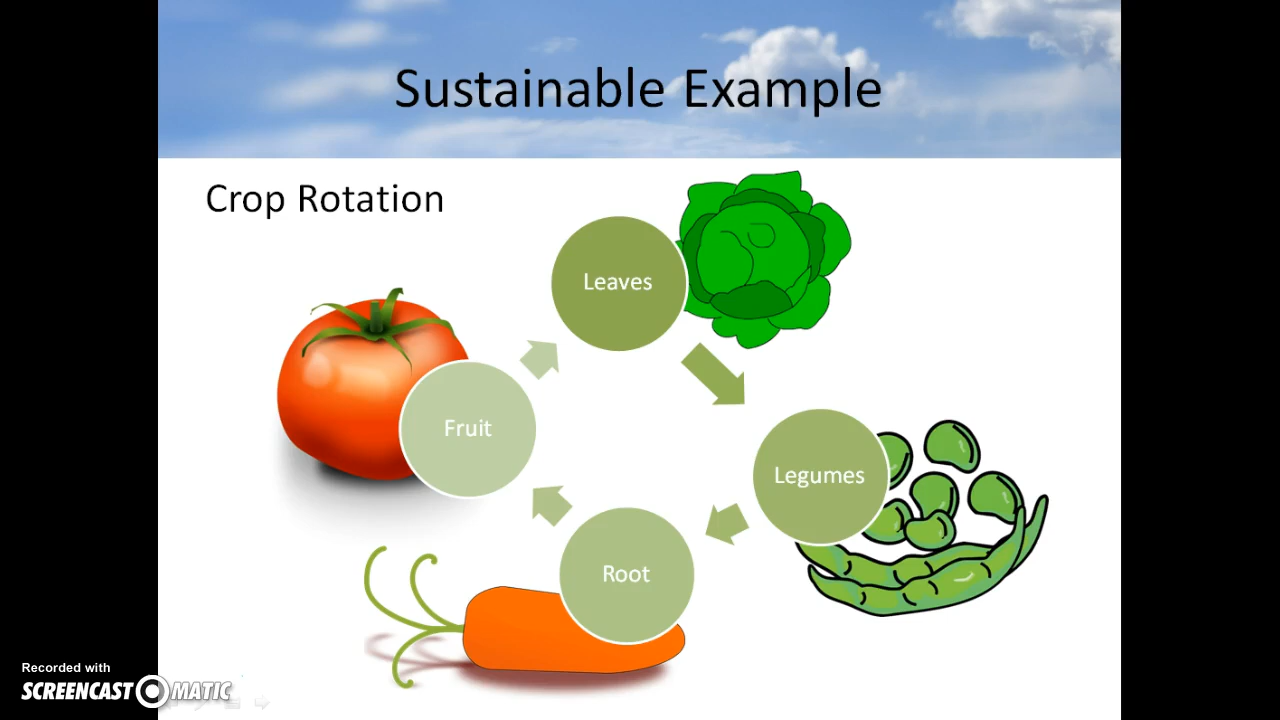 Sustainable Example
Crop Rotation
Leaves
Fruit
Legumes
Root
Recorded with
SCREENCAST MATIC